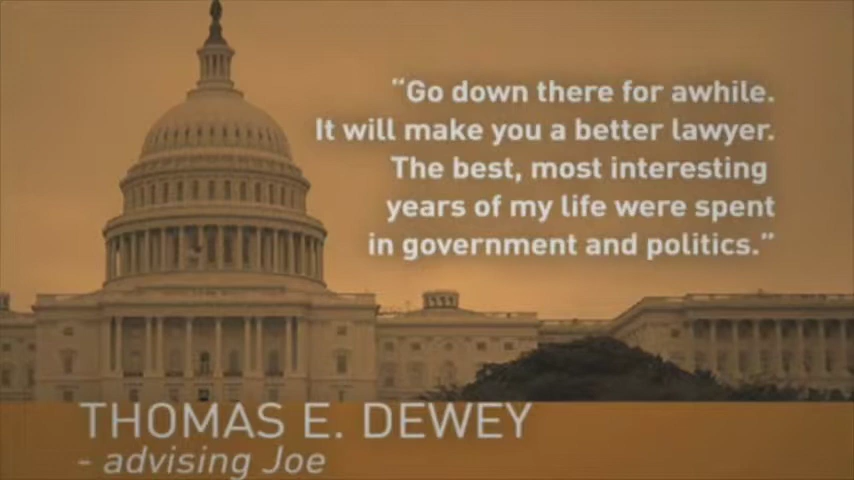 “Go down there for awhile.
It will make you a better lawyer.
The best, most interesting
years of my life were spent
in government and politics.”
THOMAS E. DEWEY
- advising Joe